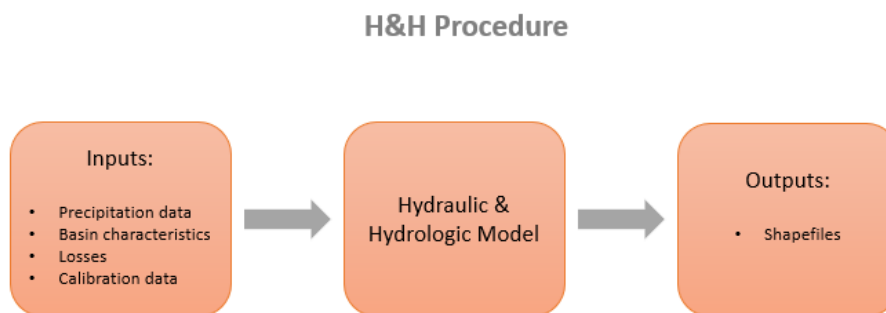 H&H Procedure
Inputs:
• Precipitation data
• Basin characteristics
• Losses
• Calibration data
Hydraulic &
Hydrologic Model
Outputs:
• Shapefiles